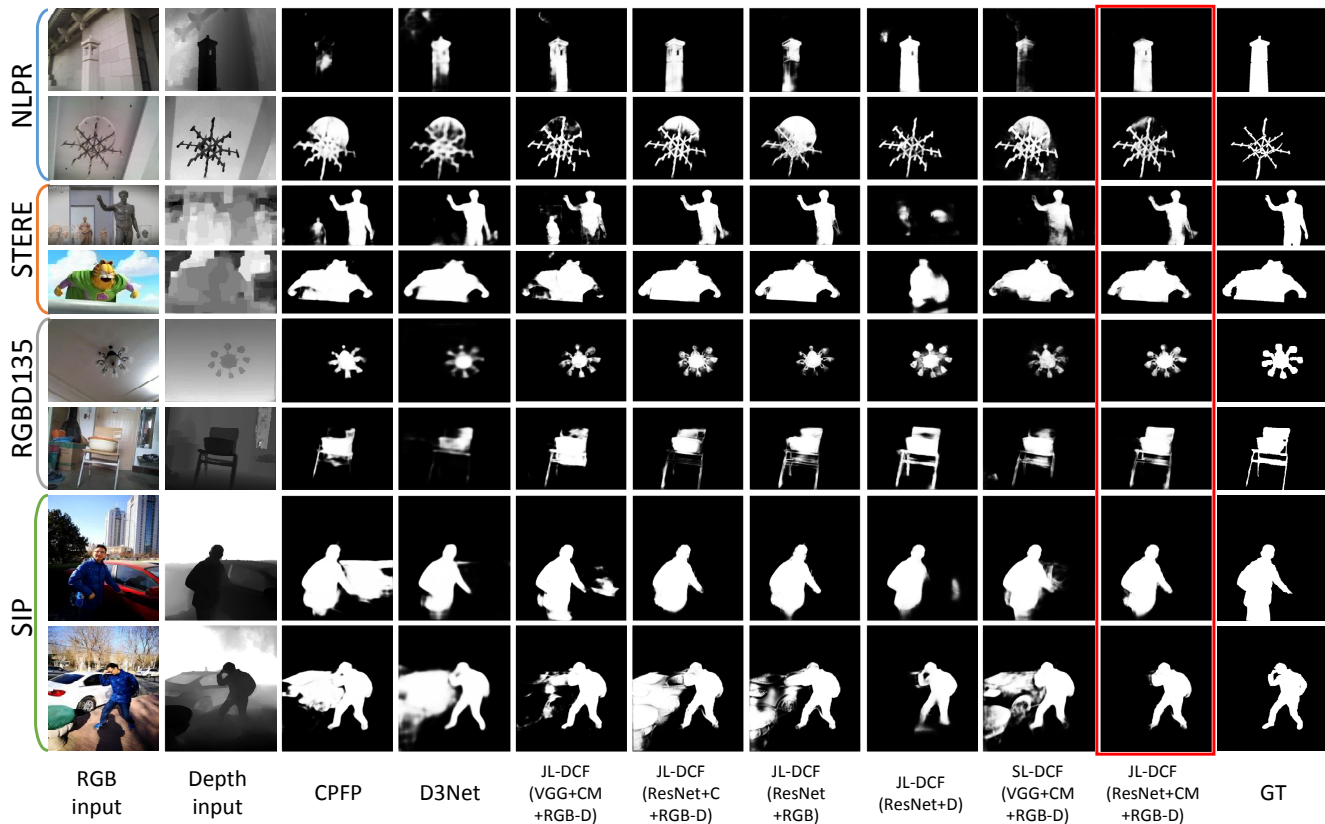 NLPR
STERE
RGBD135
SIP
RGB
input
Depth
input
CPFP
D3Net
JL-DCF
(VGG+CM
+RGB-D)
JL-DCF
(ResNet+C
+RGB-D)
JL-DCF
(ResNet
+RGB)
JL-DCF
(ResNet+D)
SL-DCF
(VGG+CM
+RGB-D)
JL-DCF
(ResNet+CM
+RGB-D)
GT